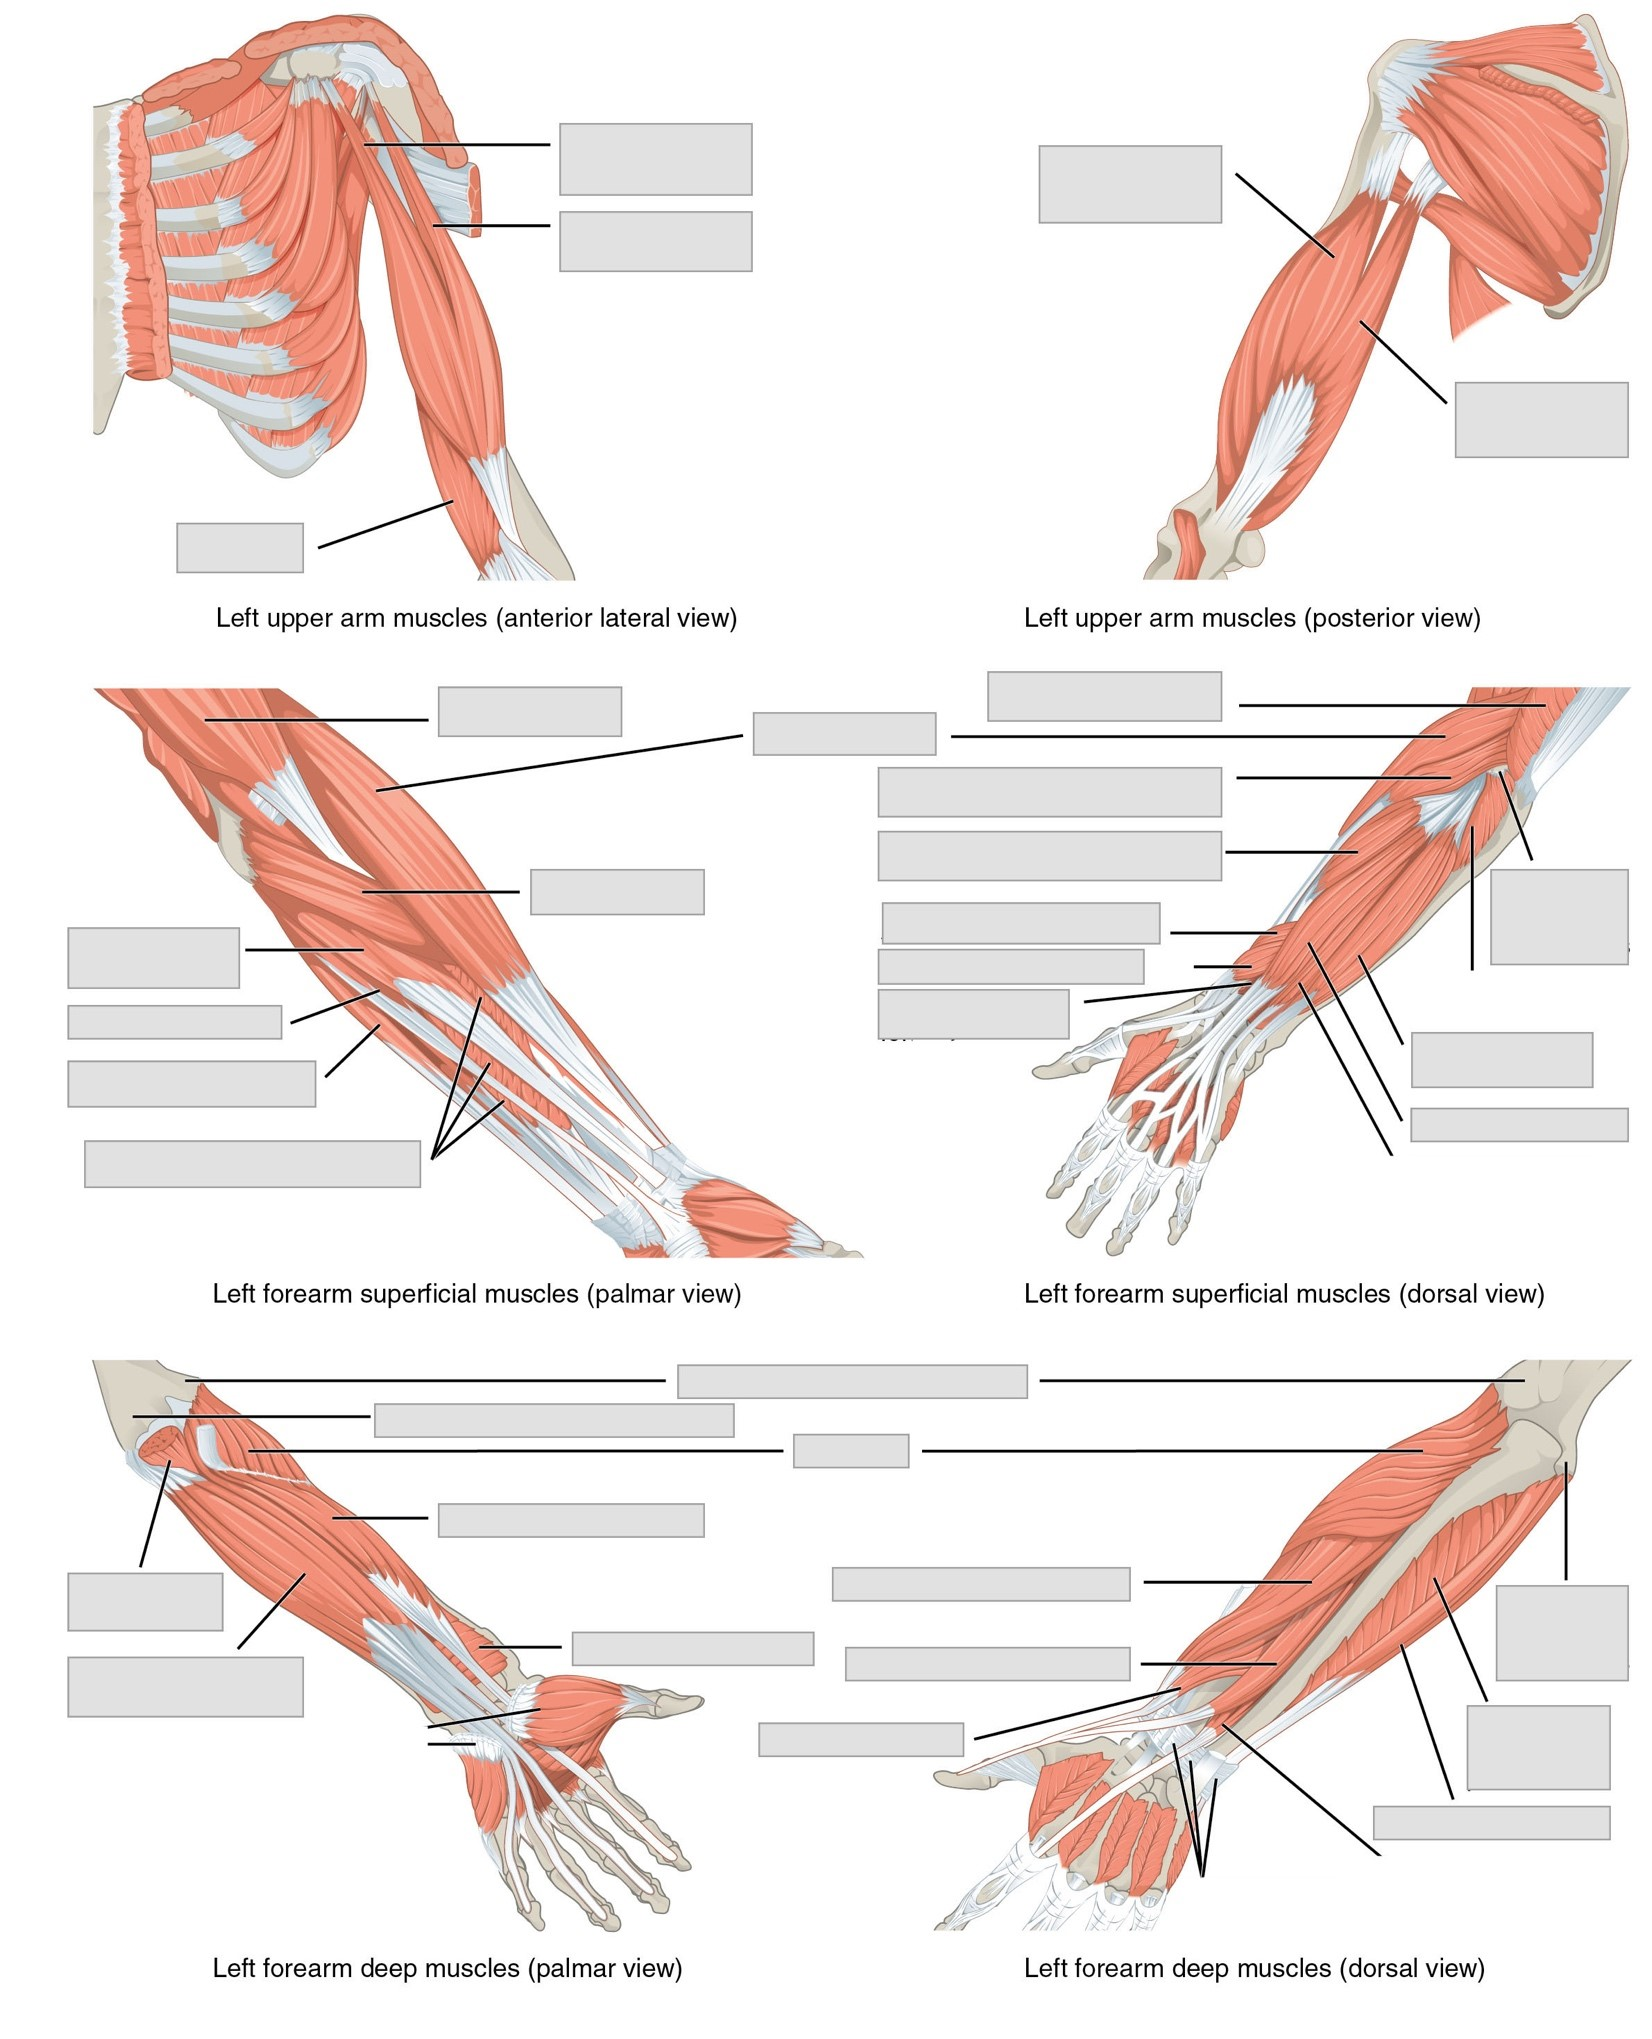 Left upper arm muscles (anterior lateral view)
Left upper arm muscles (posterior view)
Left forearm superficial muscles (palmar view)
Left forearm superficial muscles (dorsal view)
Left forearm deep muscles (palmar view)
Left forearm deep muscles (dorsal view)